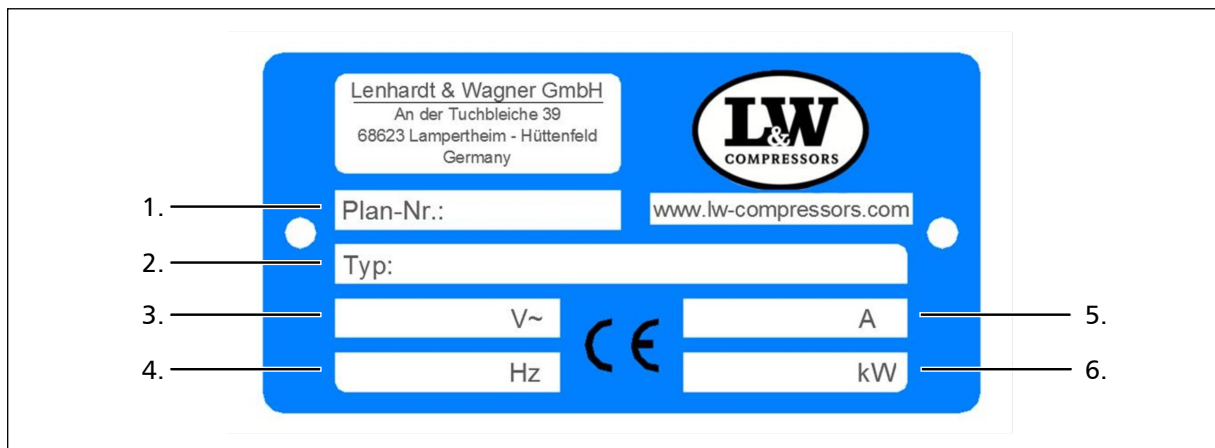 Lenhardt & Wagner GmbH
An der Tuchbleiche 39
68623 Lampertheim - Hüttenfeld
Germany
L&W
COMPRESSORS
1.
Plan-Nr.:
www.lw-compressors.com
2.
Typ:
3.
V~
CE
A
5.
4.
Hz
kW
6.